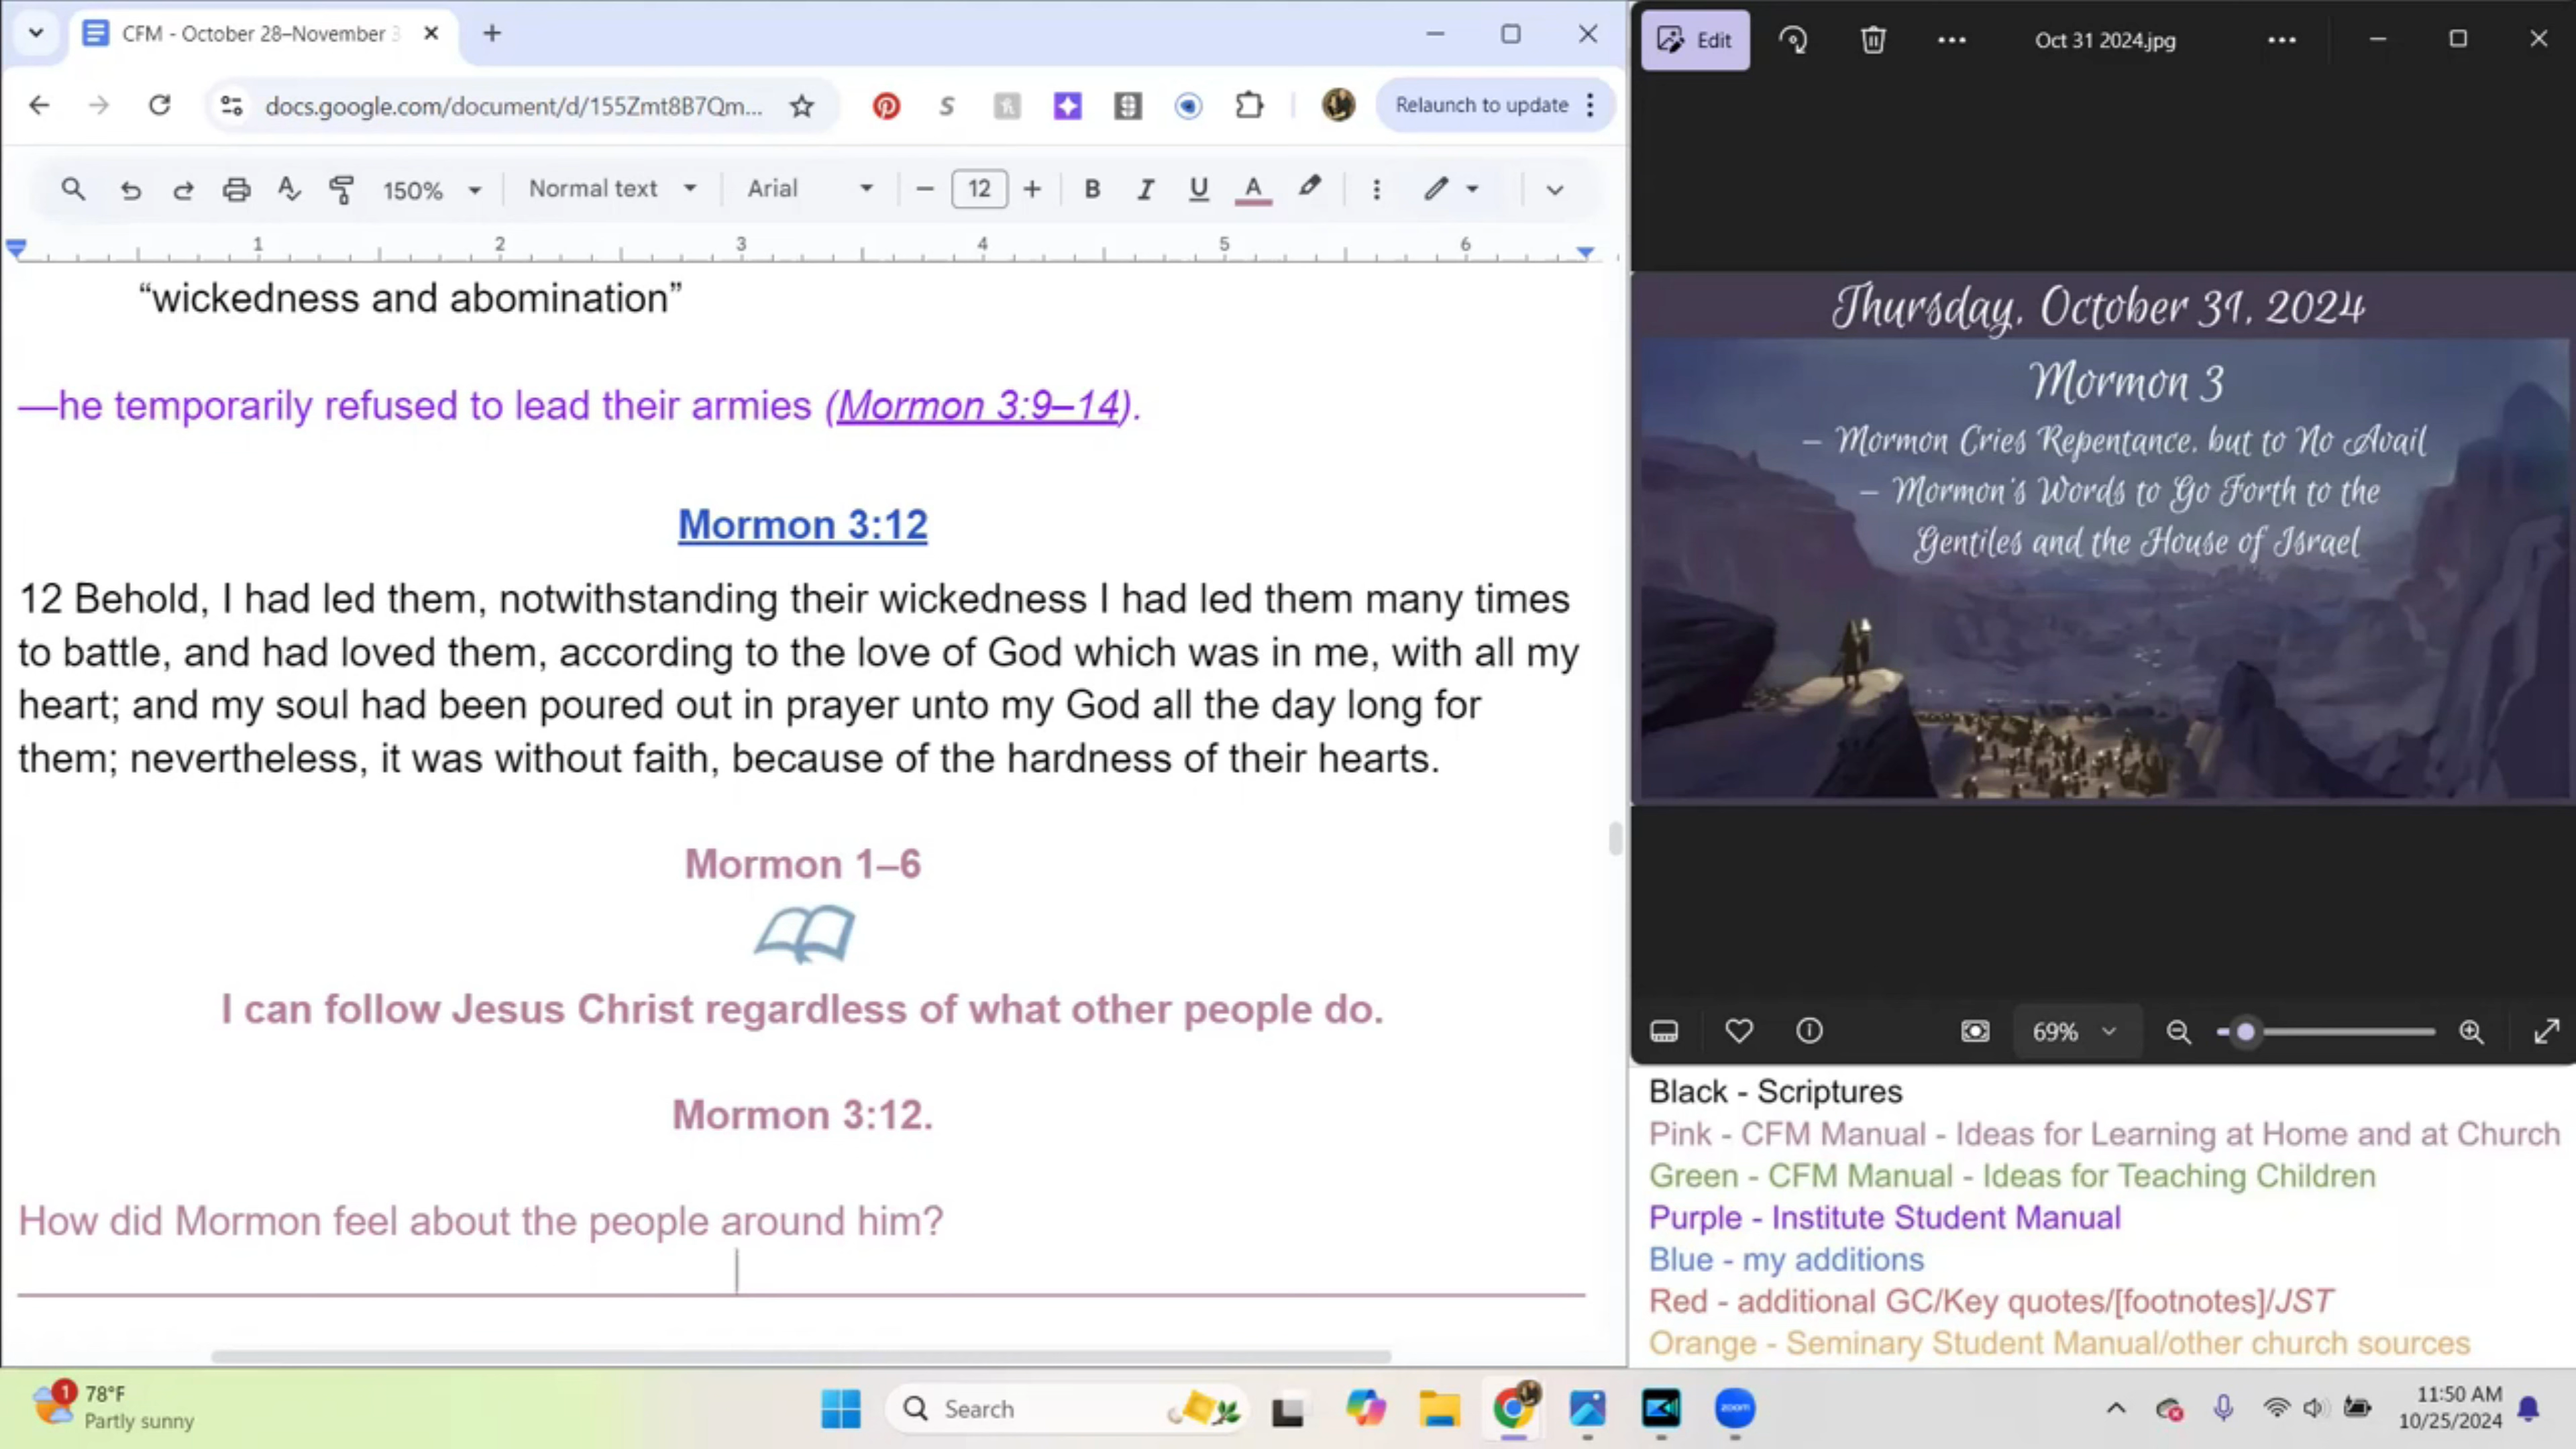 CFM - October 28–November 3
docs.google.com/document/d/155Zmt8B7Qm...
Relaunch to update
150%
Normal text
Arial
12
B I U A
1 2 3 4 5 6
“wickedness and abomination”
—he temporarily refused to lead their armies (Mormon 3:9–14).
Mormon 3:12
12 Behold, I had led them, notwithstanding their wickedness I had led them many times
to battle, and had loved them, according to the love of God which was in me, with all my
heart; and my soul had been poured out in prayer unto my God all the day long for
them; nevertheless, it was without faith, because of the hardness of their hearts.
Mormon 1–6
I can follow Jesus Christ regardless of what other people do.
Mormon 3:12.
How did Mormon feel about the people around him?
Edit
Oct 31 2024.jpg
Thursday, October 31, 2024
Mormon 3
– Mormon Cries Repentance, but to No Avail
– Mormon's Words to Go Forth to the
Gentiles and the House of Israel
69%
Black - Scriptures
Pink - CFM Manual - Ideas for Learning at Home and at Church
Green - CFM Manual - Ideas for Teaching Children
Purple - Institute Student Manual
Blue - my additions
Red - additional GC/Key quotes/[footnotes]/JST
Orange - Seminary Student Manual/other church sources
1
78°F
Partly sunny
Search
zoom
11:50 AM
10/25/2024